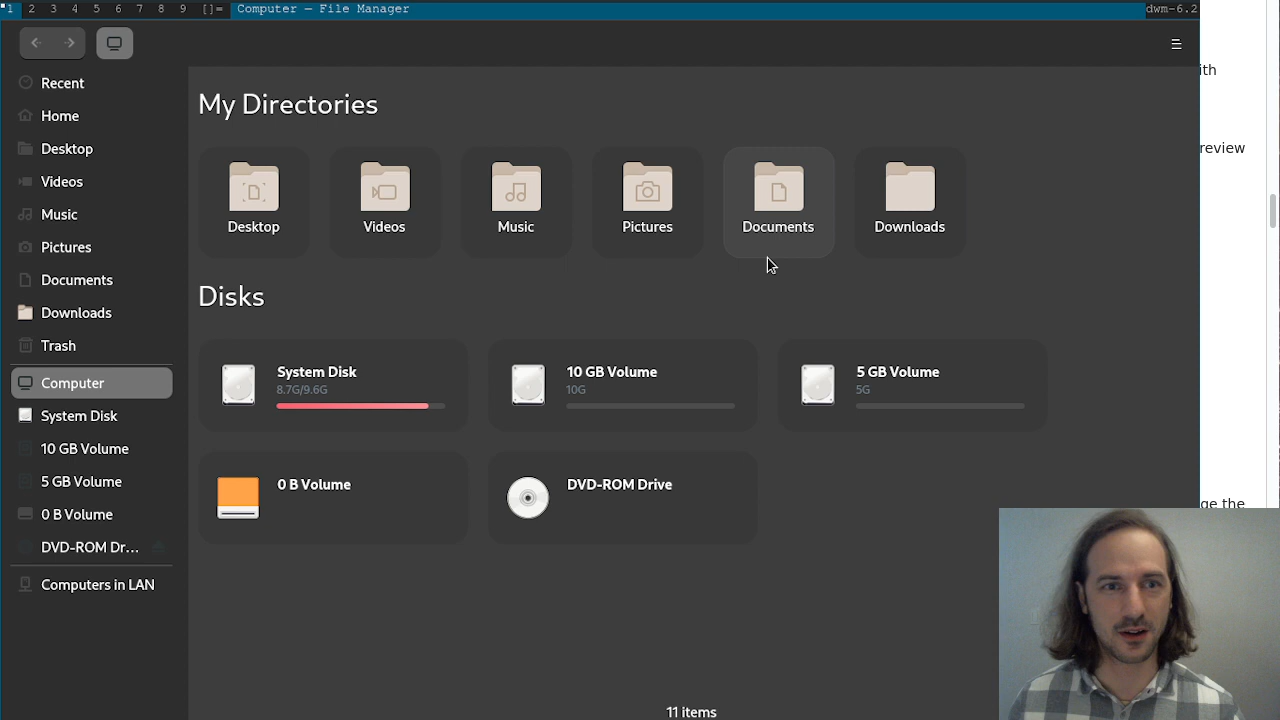 1 2 3 4 5 6 7 8 9 []= Computer — File Manager dwm-6.2
Recent
Home
Desktop
Videos
Music
Pictures
Documents
Downloads
Trash
Computer
System Disk
10 GB Volume
5 GB Volume
0 B Volume
DVD-ROM Dr...
Computers in LAN
My Directories
Desktop Videos Music Pictures Documents Downloads
Disks
System Disk
8.7G/9.6G
10 GB Volume
10G
5 GB Volume
5G
0 B Volume
DVD-ROM Drive
11 items
ith
review
ge the